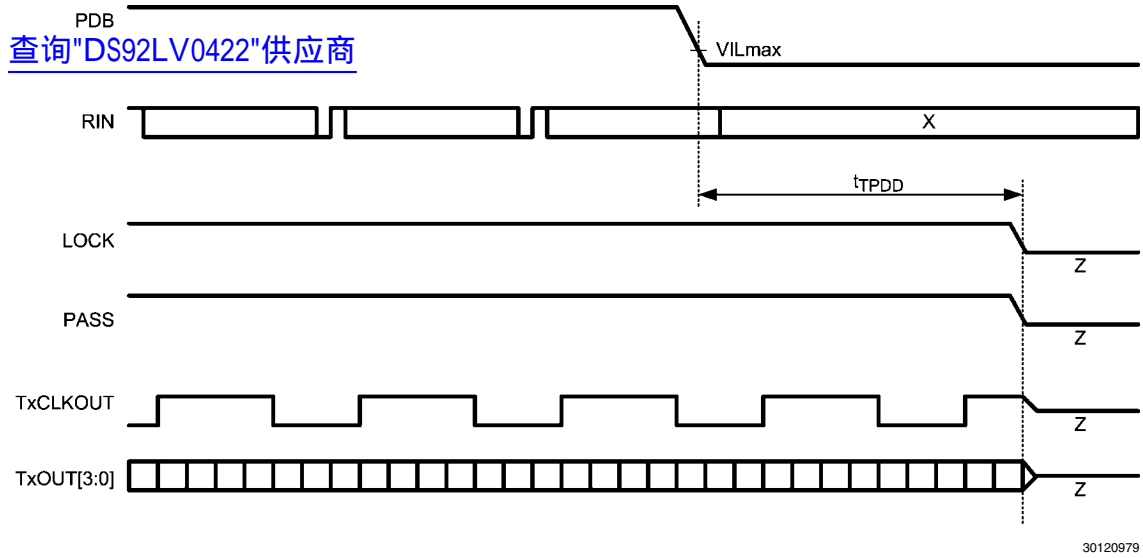 PDB
查询"DS92LV0422"供应商
VILmax
RIN
X
tTPDD
LOCK
Z
PASS
Z
TxCLKOUT
Z
TxOUT[3:0]
Z
30120979